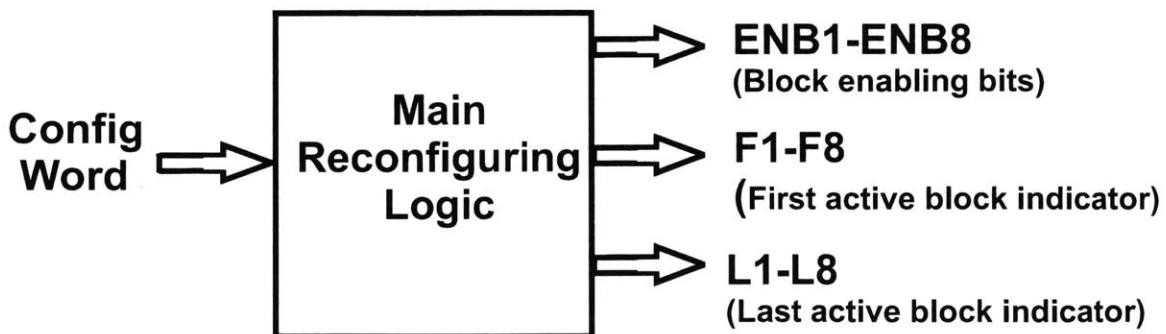 Config
Word
Main
Reconfiguring
Logic
ENB1-ENB8
(Block enabling bits)
F1-F8
(First active block indicator)
L1-L8
(Last active block indicator)